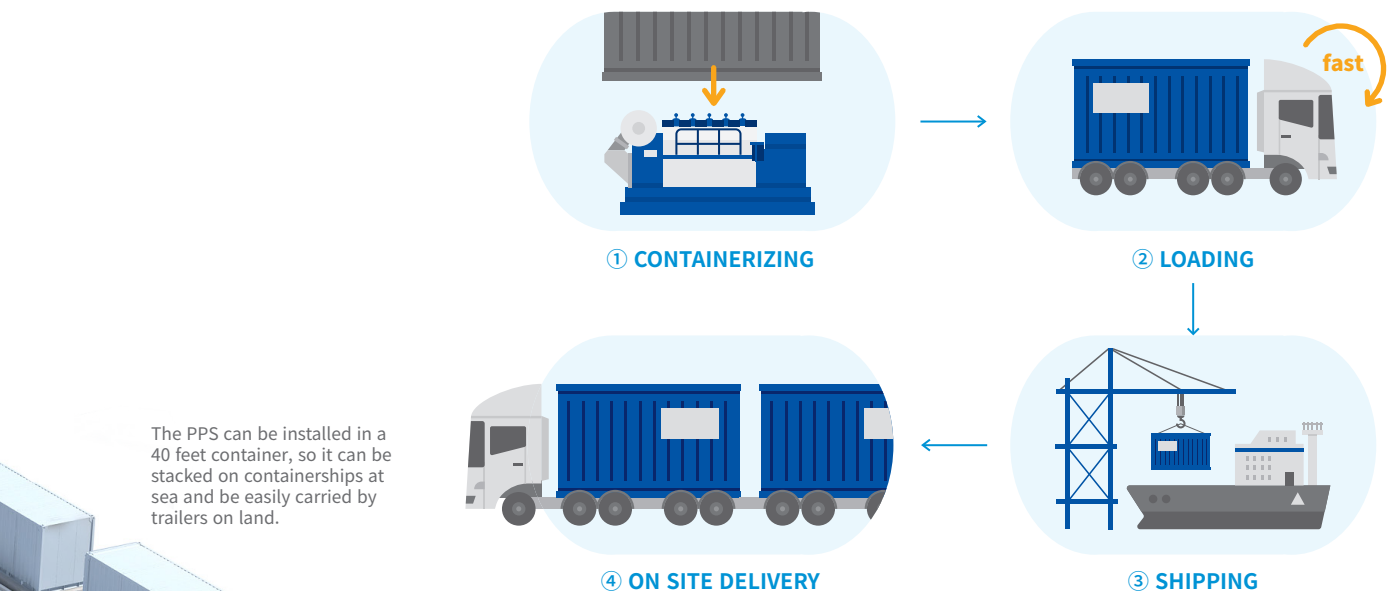 fast
① CONTAINERIZING
② LOADING
The PPS can be installed in a
40 feet container, so it can be
stacked on containerships at
sea and be easily carried by
trailers on land.
④ ON SITE DELIVERY
③ SHIPPING